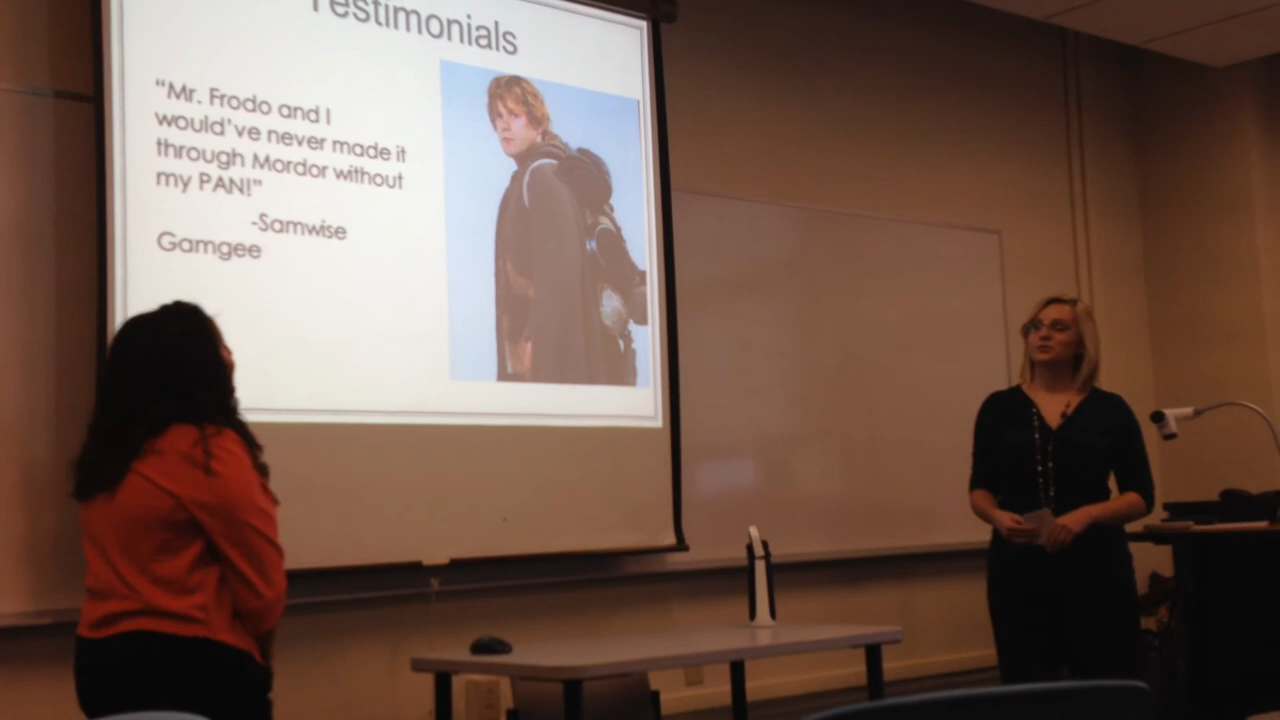 Testimonials
"Mr. Frodo and I
would've never made it
through Mordor without
my PAN!"
-Samwise
Gamgee